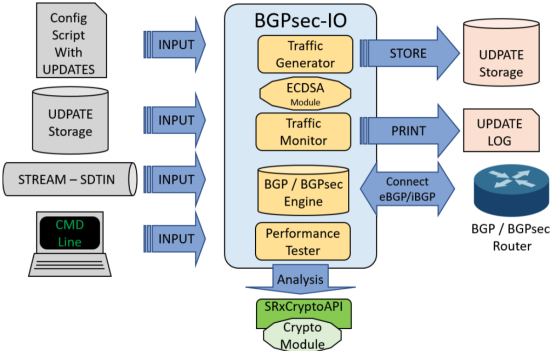 Config
Script
With
UPDATES
INPUT
BGPsec-IO
Traffic
Generator
STORE
UDPATE
Storage
ECDSA
Module
UDPATE
Storage
INPUT
Traffic
Monitor
PRINT
UPDATE
LOG
STREAM – SDTIN
INPUT
BGP / BGPsec
Engine
Connect
eBGP/iBGP
BGP / BGPsec
Router
CMD
Line
INPUT
Performance
Tester
Analysis
SRxCryptoAPI
Crypto
Module